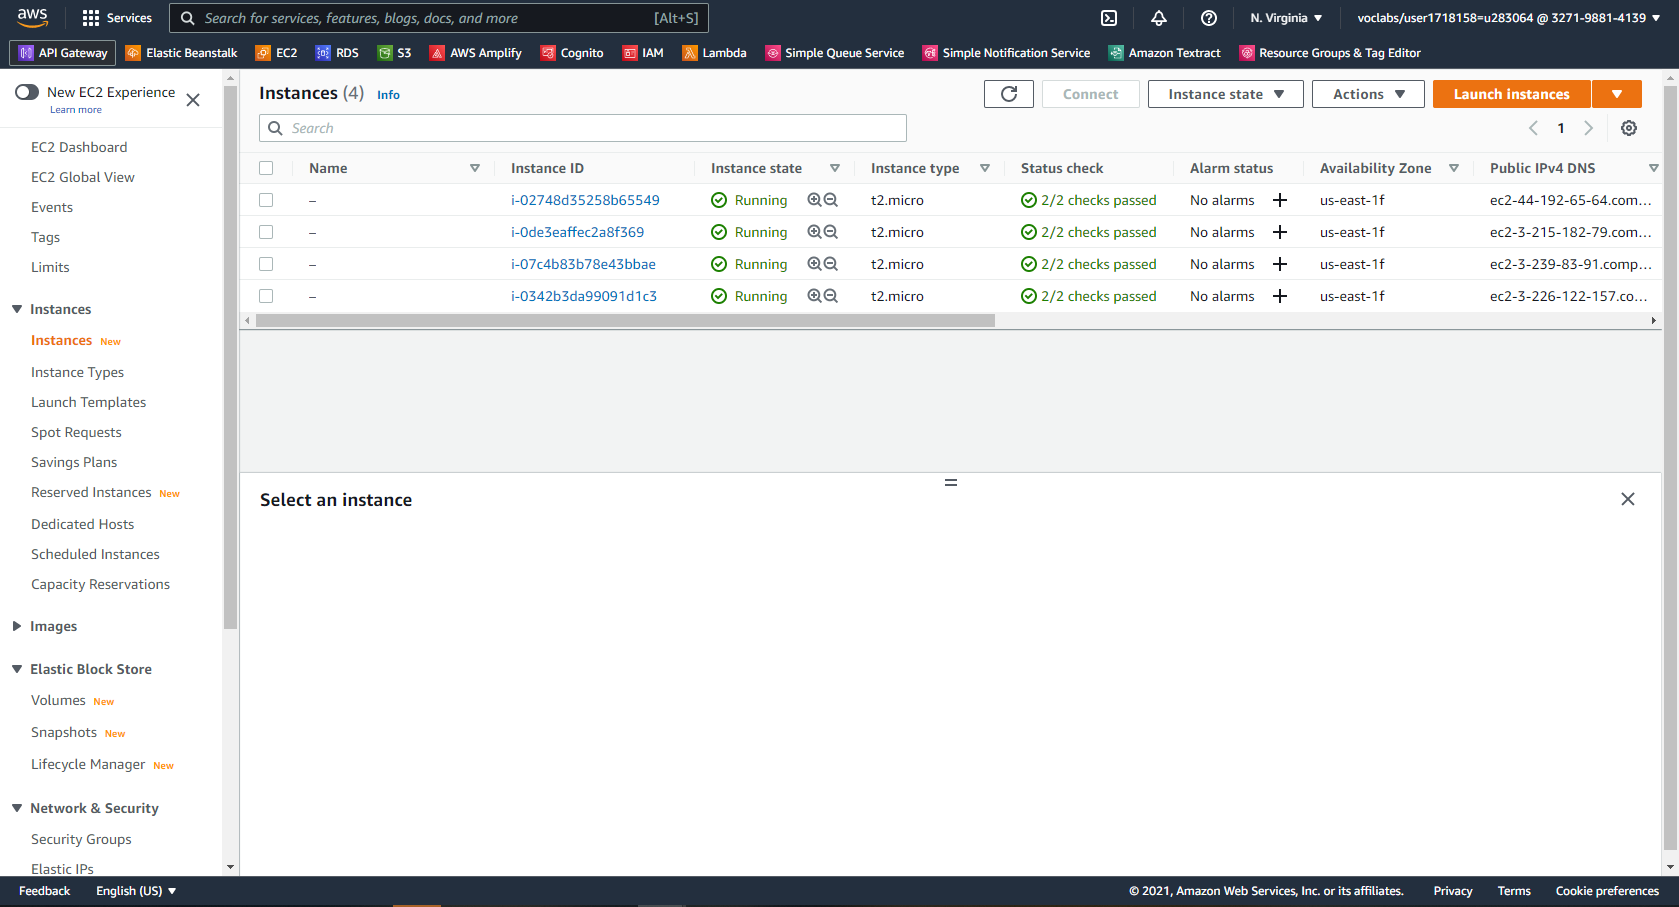 aws
Services
Search for services, features, blogs, docs, and more [Alt+S]
N. Virginia
voclabs/user1718158=u283064 @ 3271-9881-4139
API Gateway
Elastic Beanstalk
EC2
RDS
S3
AWS Amplify
Cognito
IAM
Lambda
Simple Queue Service
Simple Notification Service
Amazon Textract
Resource Groups & Tag Editor
New EC2 Experience
Learn more
EC2 Dashboard
EC2 Global View
Events
Tags
Limits
Instances
Instances New
Instance Types
Launch Templates
Spot Requests
Savings Plans
Reserved Instances New
Dedicated Hosts
Scheduled Instances
Capacity Reservations
Images
Elastic Block Store
Volumes New
Snapshots New
Lifecycle Manager New
Network & Security
Security Groups
Elastic IPs
Instances (4) Info
Connect
Instance state
Actions
Launch instances
Search
1
Name Instance ID Instance state Instance type Status check Alarm status Availability Zone Public IPv4 DNS
– i-02748d35258b65549 Running t2.micro 2/2 checks passed No alarms + us-east-1f ec2-44-192-65-64.com...
– i-0de3eaffec2a8f369 Running t2.micro 2/2 checks passed No alarms + us-east-1f ec2-3-215-182-79.com...
– i-07c4b83b78e43bbae Running t2.micro 2/2 checks passed No alarms + us-east-1f ec2-3-239-83-91.comp...
– i-0342b3da99091d1c3 Running t2.micro 2/2 checks passed No alarms + us-east-1f ec2-3-226-122-157.co...
Select an instance
Feedback
English (US)
© 2021, Amazon Web Services, Inc. or its affiliates.
Privacy
Terms
Cookie preferences